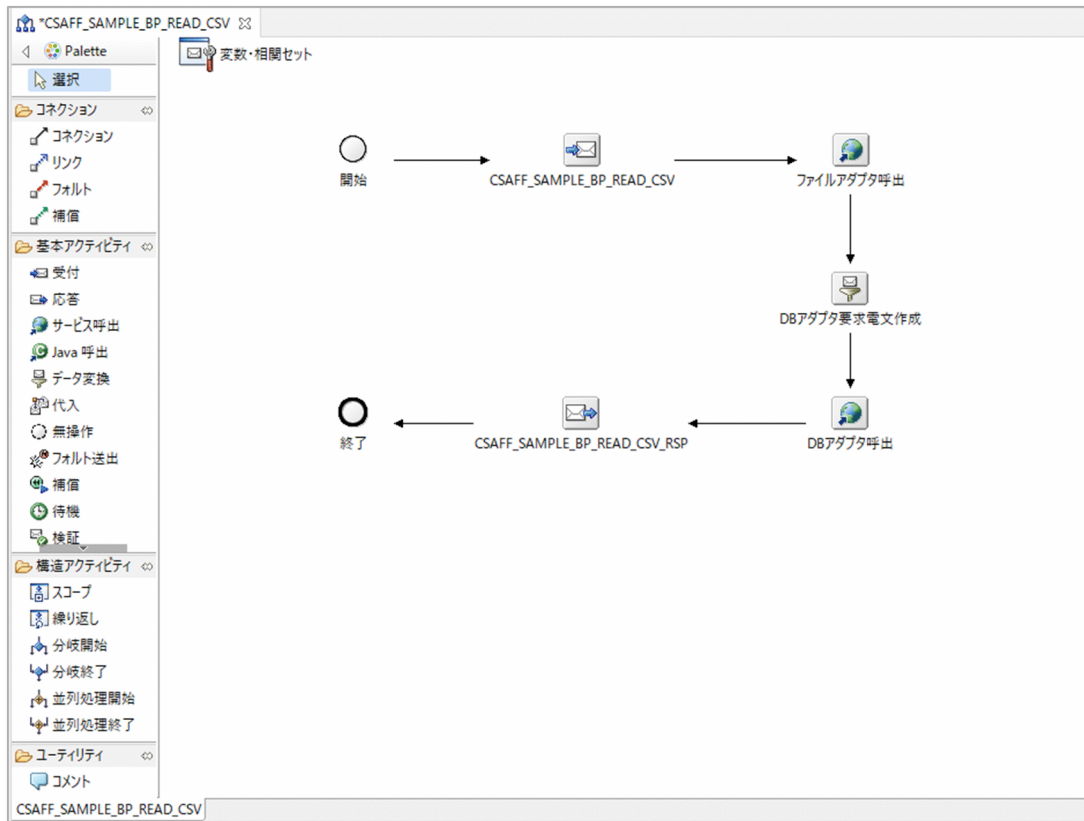 *CSAFF_SAMPLE_BP_READ_CSV
Palette
選択
コネクション
コネクション
リンク
フォルト
補償
基本アクティビティ
受付
応答
サービス呼出
Java 呼出
データ変換
代入
無操作
フォルト送出
補償
待機
検証
構造アクティビティ
スコープ
繰り返し
分岐開始
分岐終了
並列処理開始
並列処理終了
ユーティリティ
コメント
変数・相関セット
開始
CSAFF_SAMPLE_BP_READ_CSV
ファイルアダプタ呼出
DBアダプタ要求電文作成
終了
CSAFF_SAMPLE_BP_READ_CSV_RSP
DBアダプタ呼出
CSAFF_SAMPLE_BP_READ_CSV